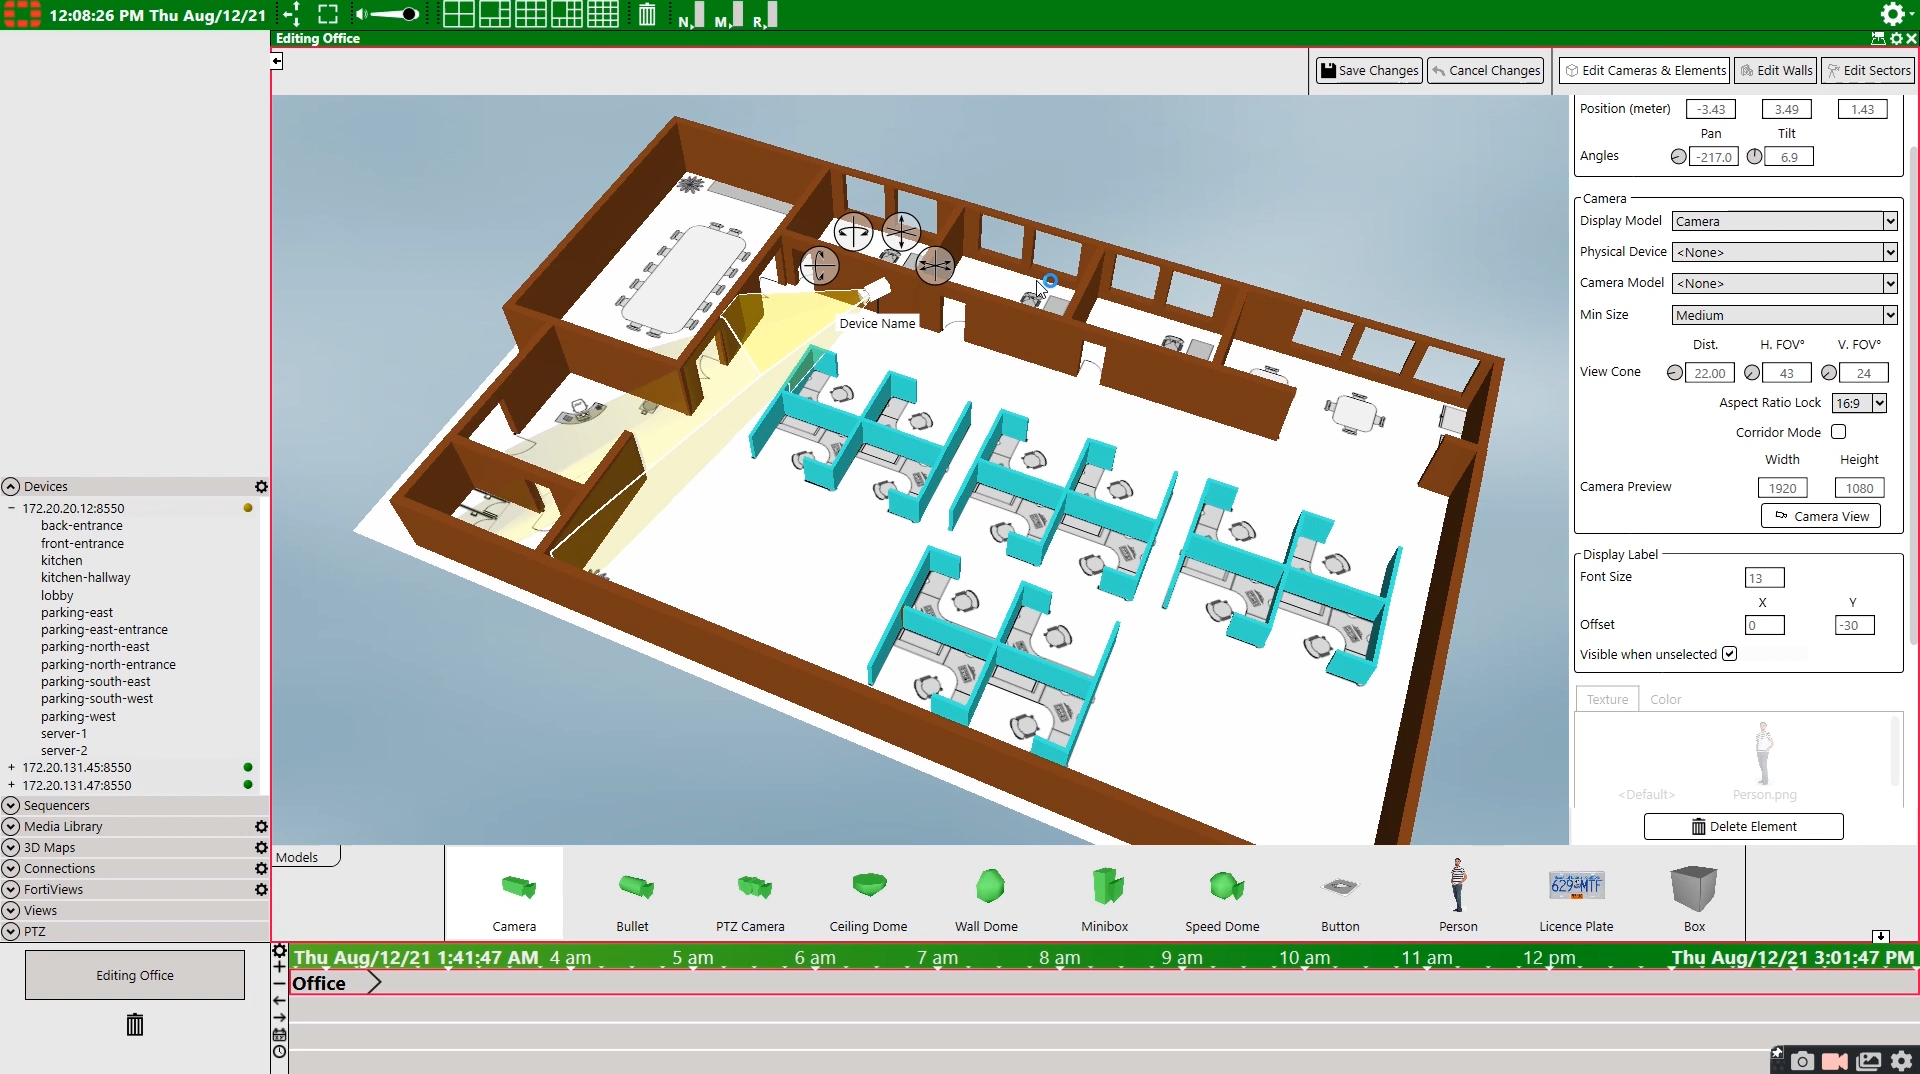 12:08:26 PM Thu Aug/12/21
N
M
R
Editing Office
Save Changes
Cancel Changes
Edit Cameras & Elements
Edit Walls
Edit Sectors
Position (meter)
-3.43
3.49
1.43
Pan
Tilt
Angles
-217.0
6.9
Camera
Display Model
Camera
Physical Device
<None>
Camera Model
<None>
Min Size
Medium
Dist.
H. FOV°
V. FOV°
View Cone
22.00
43
24
Aspect Ratio Lock
16:9
Corridor Mode
Width
Height
Camera Preview
1920
1080
Camera View
Display Label
Font Size
13
X
Y
Offset
0
-30
Visible when unselected
Texture
Color
<Default>
Person.png
Delete Element
Device Name
Devices
172.20.20.12:8550
back-entrance
front-entrance
kitchen
kitchen-hallway
lobby
parking-east
parking-east-entrance
parking-north-east
parking-north-entrance
parking-south-east
parking-south-west
parking-west
server-1
server-2
172.20.131.45:8550
172.20.131.47:8550
Sequencers
Media Library
3D Maps
Connections
FortiViews
Views
PTZ
Editing Office
Models
Camera
Bullet
PTZ Camera
Ceiling Dome
Wall Dome
Minibox
Speed Dome
Button
Person
629-MTF
Licence Plate
Box
Thu Aug/12/21 1:41:47 AM
4 am
5 am
6 am
7 am
8 am
9 am
10 am
11 am
12 pm
Thu Aug/12/21 3:01:47 PM
Office